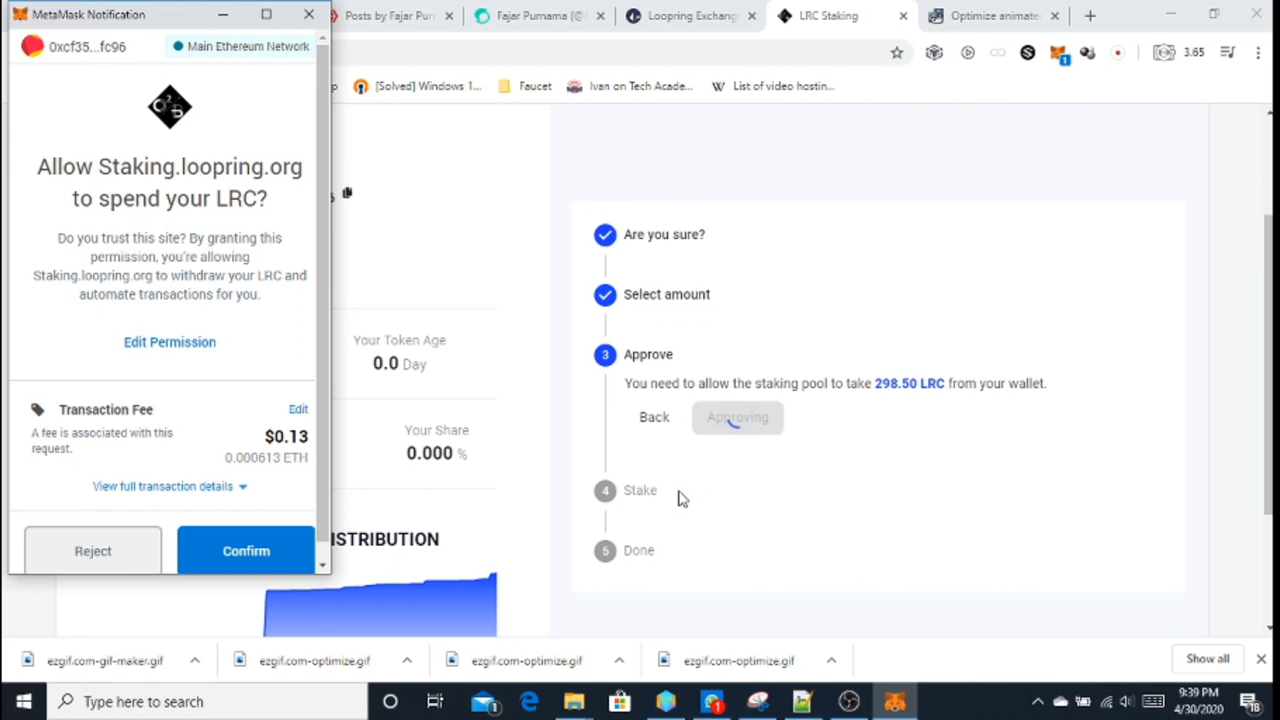 MetaMask Notification
Posts by Fajar Pur
Fajar Purnama (@
Loopring Exchang
LRC Staking
Optimize animate
0xcf35...fc96
Main Ethereum Network
1
3.65
[Solved] Windows 1...
Faucet
Ivan on Tech Acade...
List of video hostin...
Allow Staking.loopring.org
to spend your LRC?
Do you trust this site? By granting this
permission, you're allowing
Staking.loopring.org to withdraw your LRC and
automate transactions for you.
Edit Permission
Transaction Fee
Edit
A fee is associated with this
request.
$0.13
0.000613 ETH
View full transaction details
Reject
Confirm
Your Token Age
0.0 Day
Your Share
0.000 %
ISTRIBUTION
Are you sure?
Select amount
3 Approve
You need to allow the staking pool to take 298.50 LRC from your wallet.
Back
Approving
4 Stake
5 Done
ezgif.com-gif-maker.gif
ezgif.com-optimize.gif
ezgif.com-optimize.gif
ezgif.com-optimize.gif
Show all
Type here to search
1
1
9:39 PM
4/30/2020
18